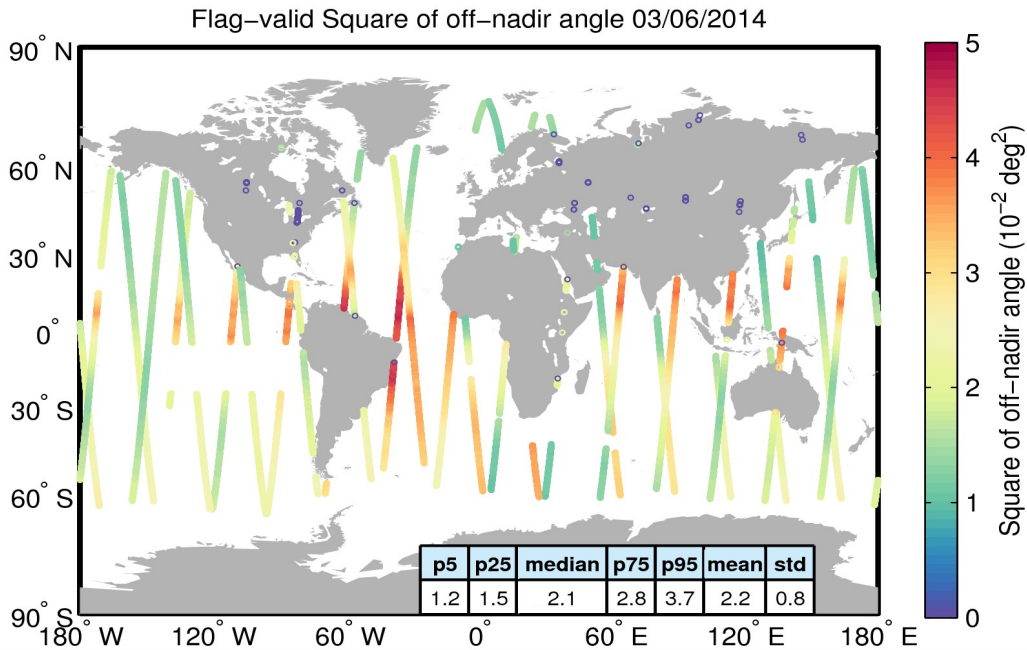 Flag−valid Square of off−nadir angle 03/06/2014
90° N
60° N
30° N
0°
30° S
60° S
90° S
180° W
120° W
60° W
0°
60° E
120° E
180° E
p5 p25 median p75 p95 mean std
1.2 1.5 2.1 2.8 3.7 2.2 0.8
5
4
3
2
1
0
Square of off−nadir angle (10⁻² deg²)